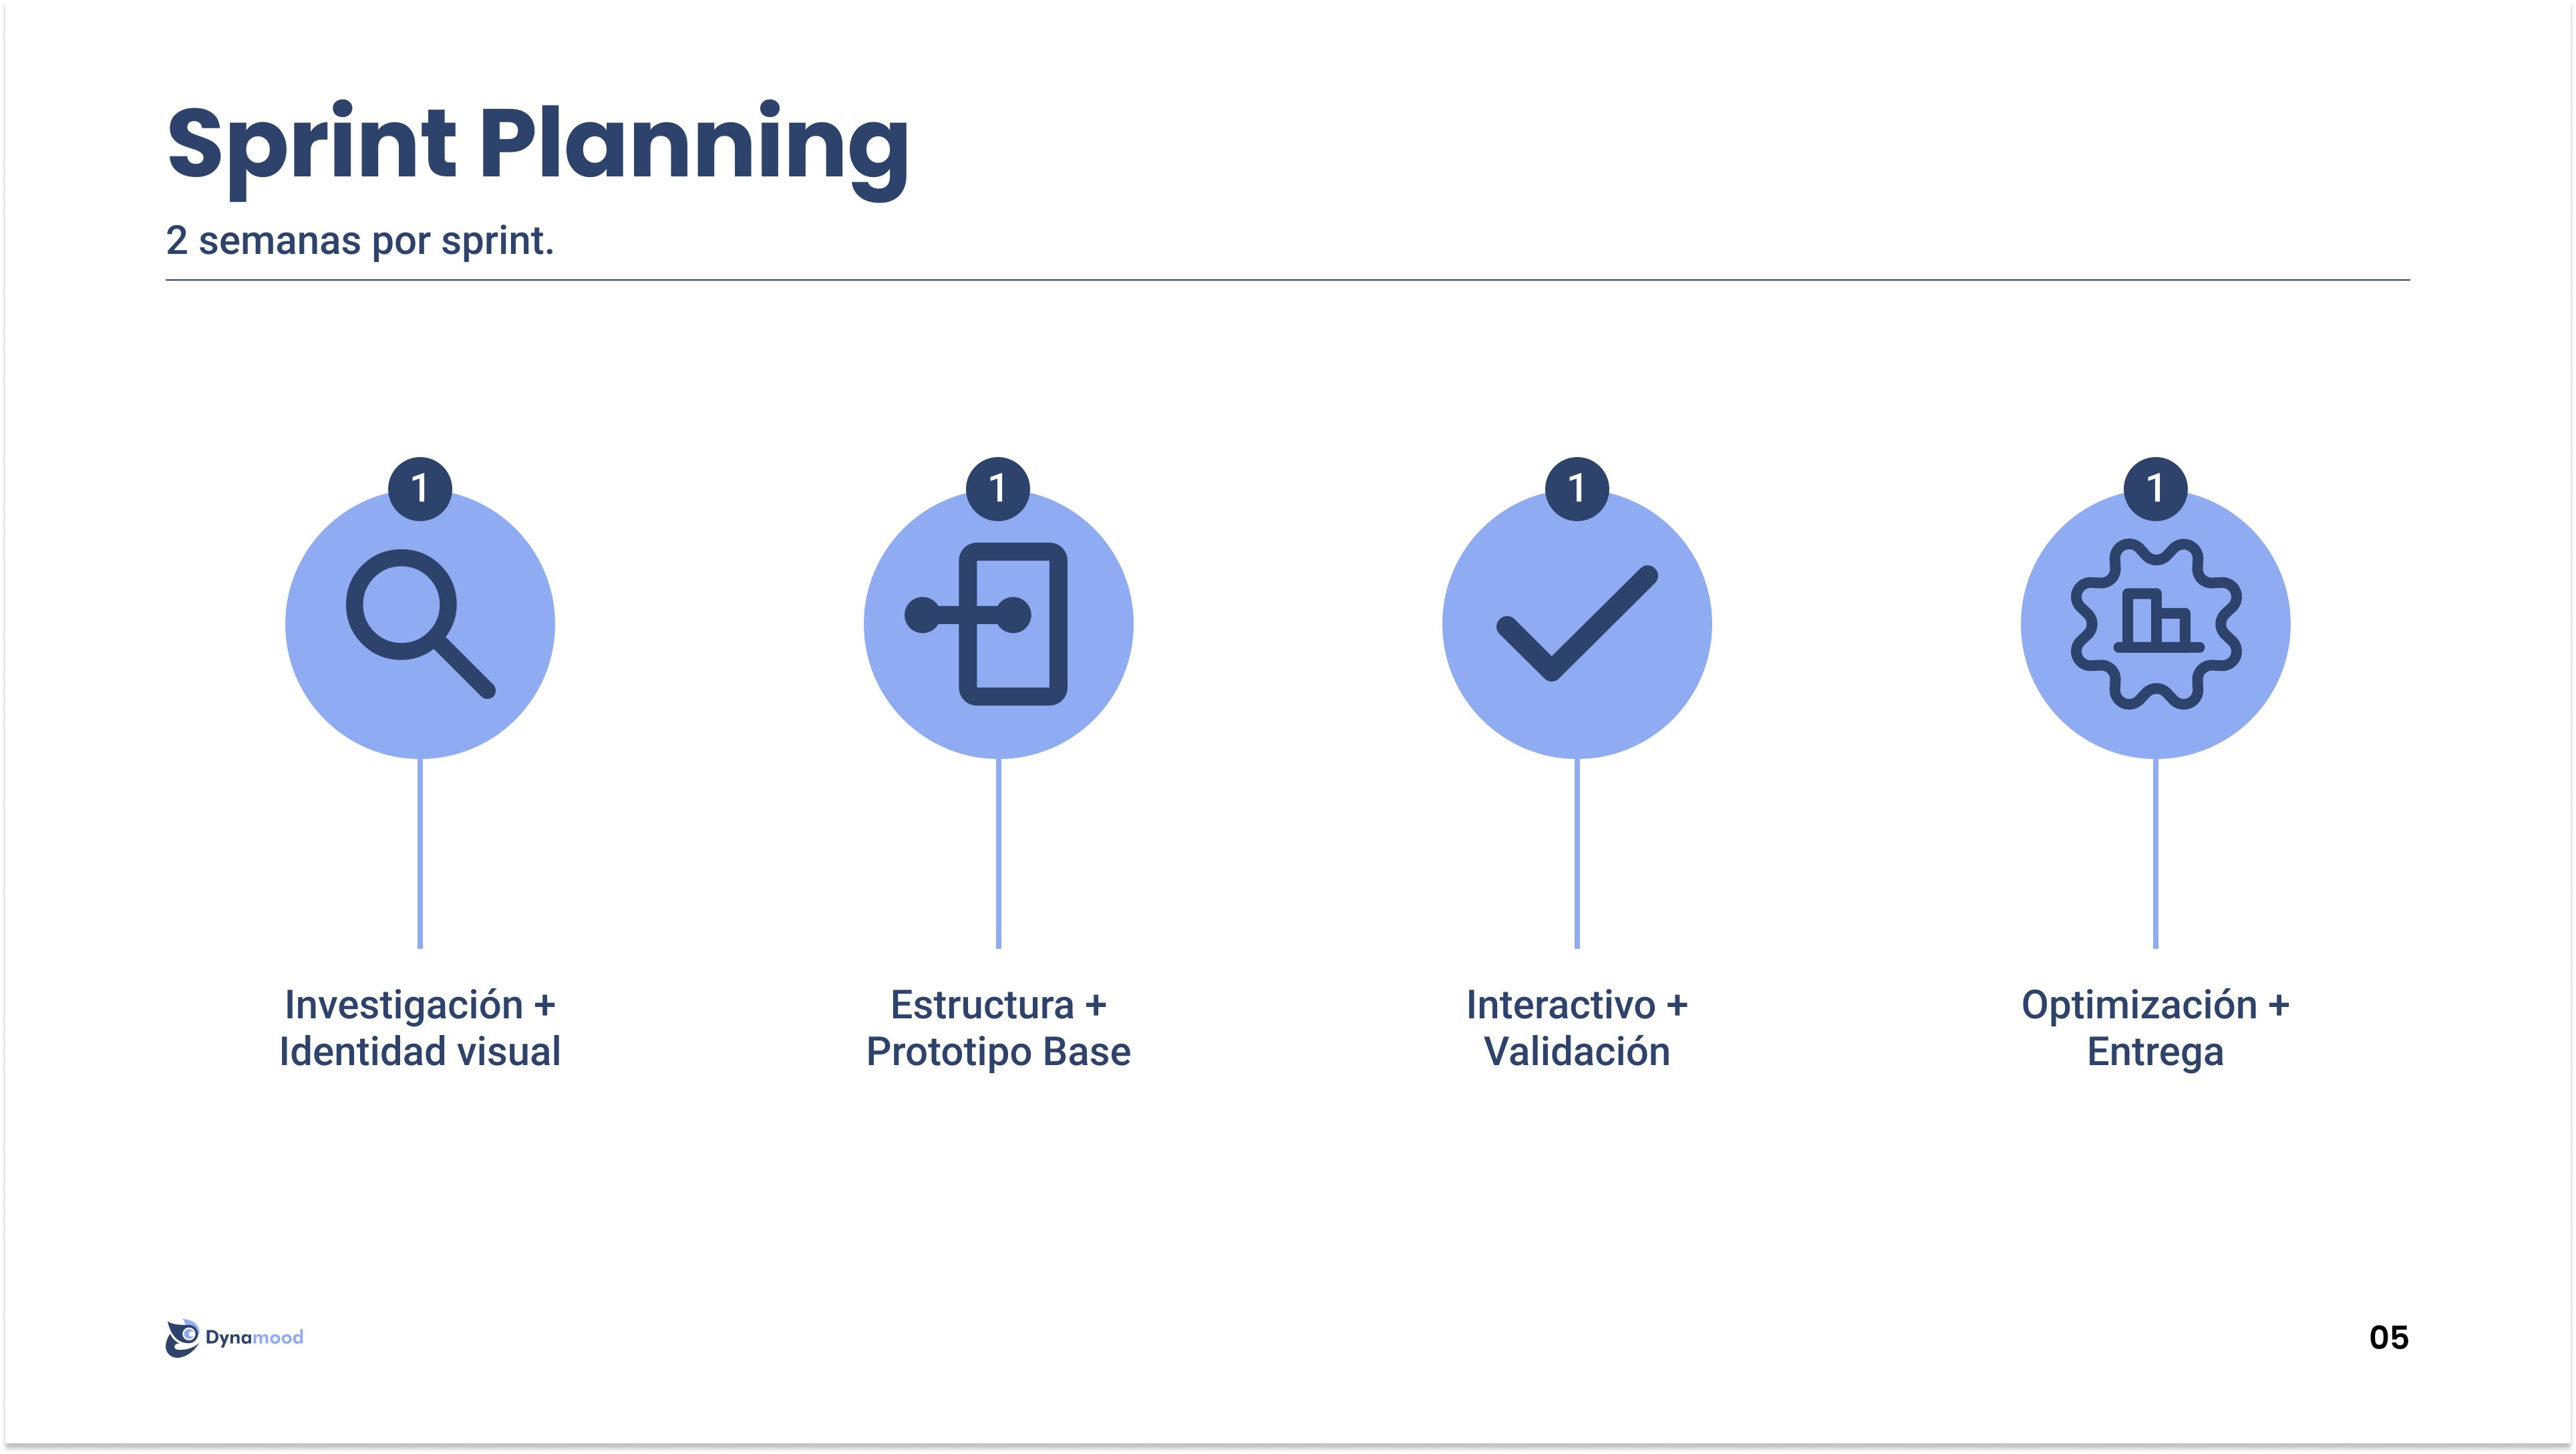 Sprint Planning
2 semanas por sprint.
1
1
1
1
Investigación +
Identidad visual
Estructura +
Prototipo Base
Interactivo +
Validación
Optimización +
Entrega
Dynamood
05